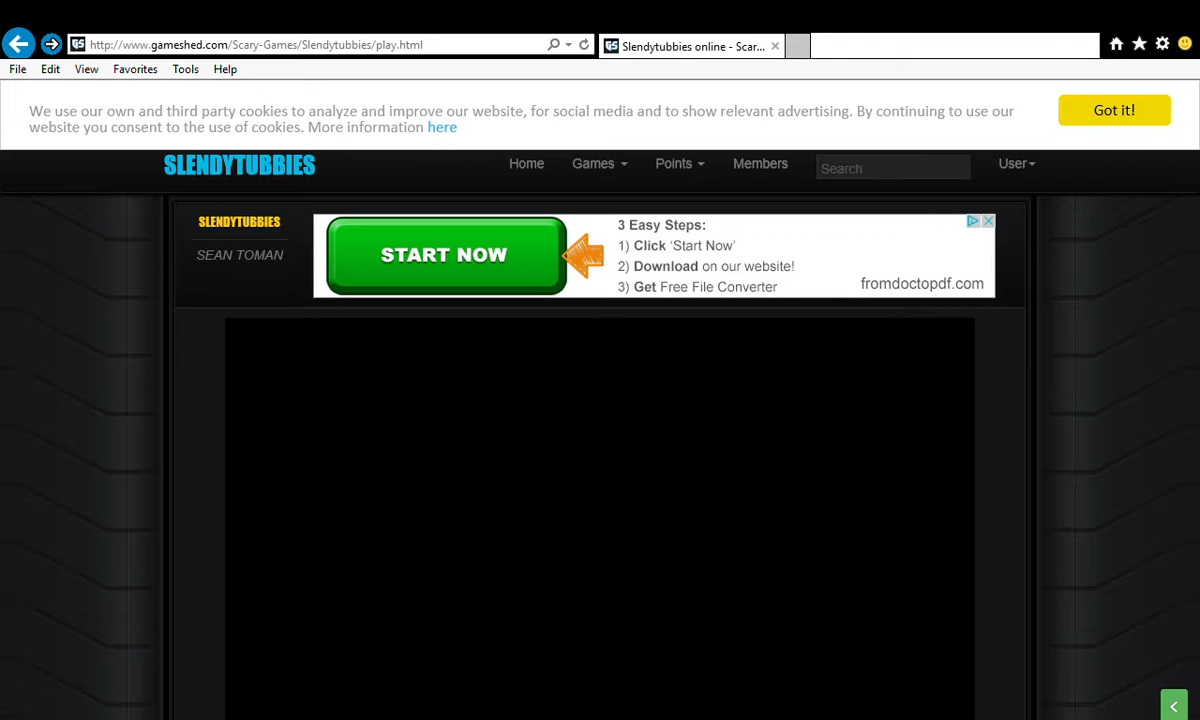 http://www.gameshed.com/Scary-Games/Slendytubbies/play.html
Slendytubbies online - Scar...
File Edit View Favorites Tools Help
We use our own and third party cookies to analyze and improve our website, for social media and to show relevant advertising. By continuing to use our
website you consent to the use of cookies. More information here
Got it!
SLENDYTUBBIES
Home Games Points Members Search User
SLENDYTUBBIES
SEAN TOMAN
START NOW
3 Easy Steps:
1) Click ‘Start Now’
2) Download on our website!
3) Get Free File Converter
fromdoctopdf.com